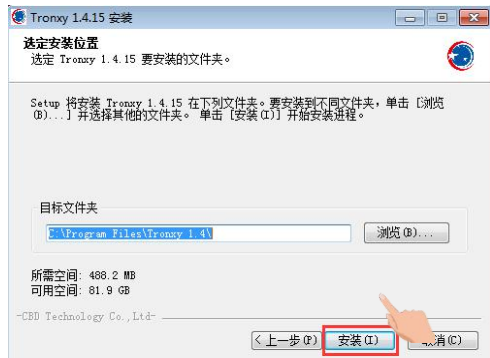 Tronxy 1.4.15 安装
选定安装位置
选定 Tronxy 1.4.15 要安装的文件夹。
Setup 将安装 Tronxy 1.4.15 在下列文件夹。要安装到不同文件夹，单击 [浏览
(B)...] 并选择其他的文件夹。 单击 [安装(I)] 开始安装进程。
目标文件夹
C:\Program Files\Tronxy 1.4\
浏览(B)...
所需空间: 488.2 MB
可用空间: 81.9 GB
CBD Technology Co.,Ltd
<上一步(P) 安装(I) 取消(C)